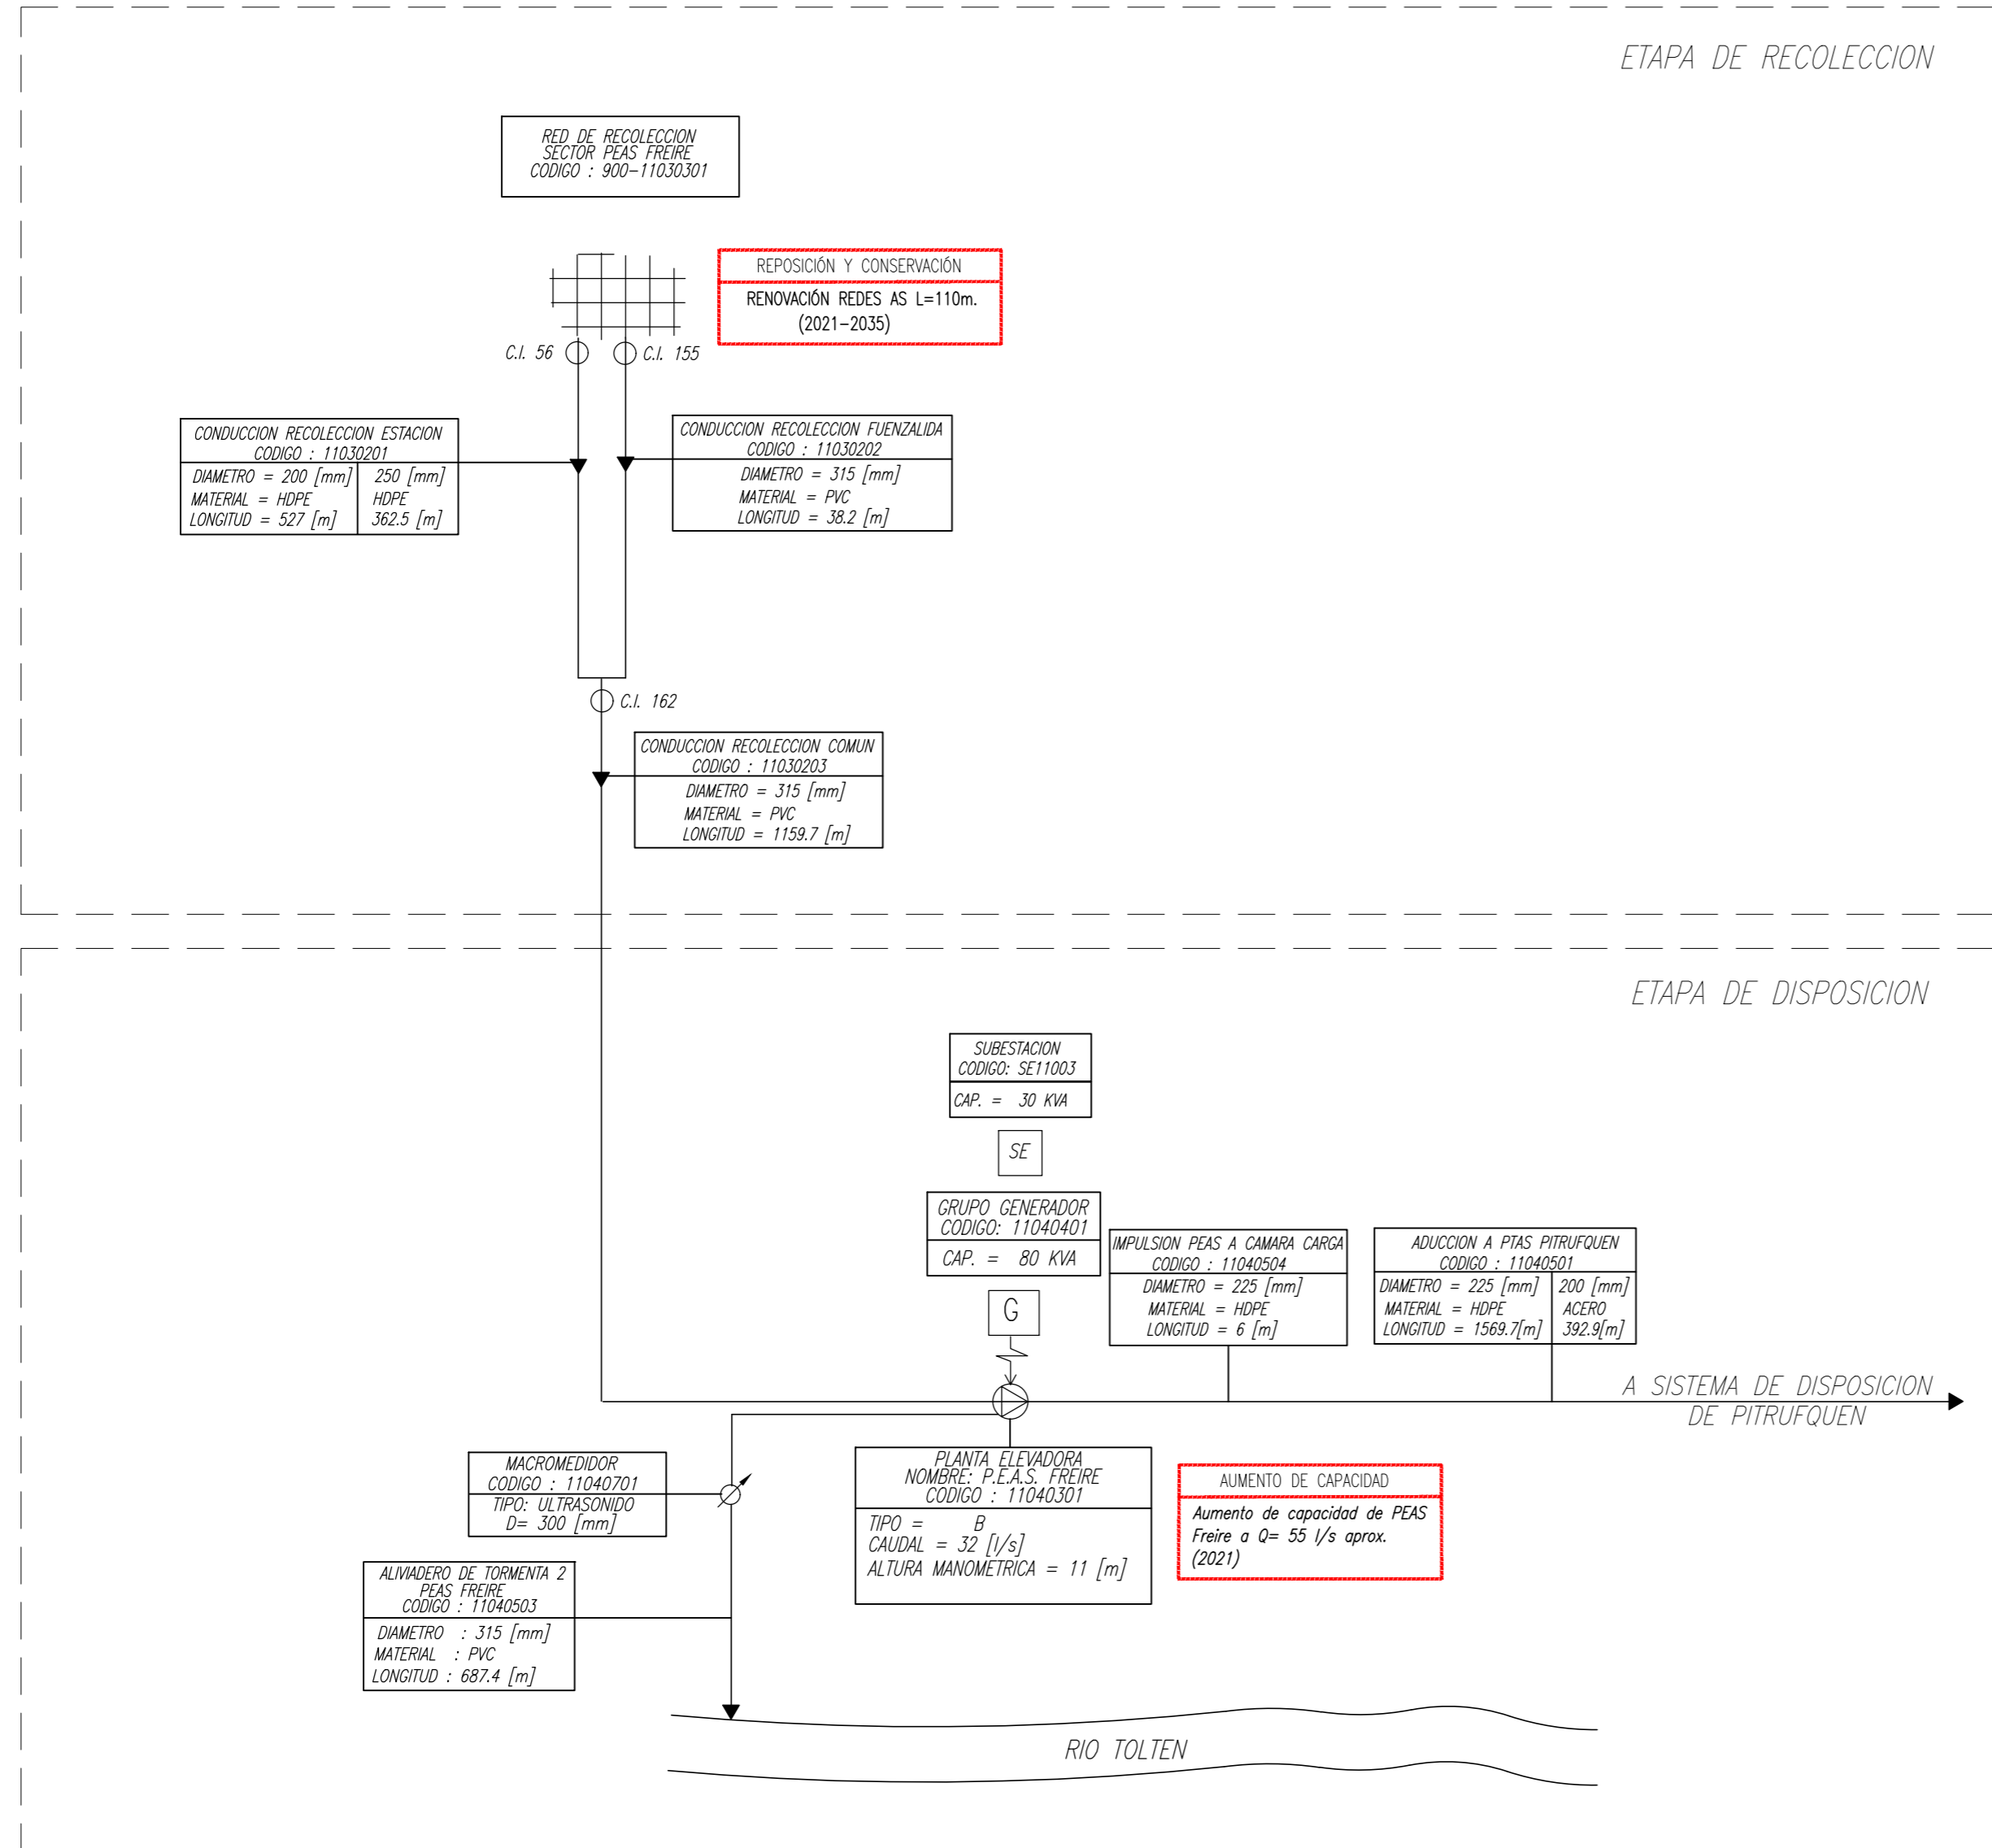 ETAPA DE RECOLECCION
RED DE RECOLECCION
SECTOR PEAS FREIRE
CODIGO : 900-11030301
REPOSICIÓN Y CONSERVACIÓN
RENOVACIÓN REDES AS L=110m.
(2021-2035)
C.I. 56
C.I. 155
CONDUCCION RECOLECCION ESTACION
CODIGO : 11030201
DIAMETRO = 200 [mm] 250 [mm]
MATERIAL = HDPE HDPE
LONGITUD = 527 [m] 362.5 [m]
CONDUCCION RECOLECCION FUENZALIDA
CODIGO : 11030202
DIAMETRO = 315 [mm]
MATERIAL = PVC
LONGITUD = 38.2 [m]
C.I. 162
CONDUCCION RECOLECCION COMUN
CODIGO : 11030203
DIAMETRO = 315 [mm]
MATERIAL = PVC
LONGITUD = 1159.7 [m]
ETAPA DE DISPOSICION
SUBESTACION
CODIGO: SE11003
CAP. = 30 KVA
SE
GRUPO GENERADOR
CODIGO: 11040401
CAP. = 80 KVA
G
IMPULSION PEAS A CAMARA CARGA
CODIGO : 11040504
DIAMETRO = 225 [mm]
MATERIAL = HDPE
LONGITUD = 6 [m]
ADUCCION A PTAS PITRUFQUEN
CODIGO : 11040501
DIAMETRO = 225 [mm] 200 [mm]
MATERIAL = HDPE ACERO
LONGITUD = 1569.7[m] 392.9[m]
A SISTEMA DE DISPOSICION
DE PITRUFQUEN
MACROMEDIDOR
CODIGO : 11040701
TIPO: ULTRASONIDO
D= 300 [mm]
PLANTA ELEVADORA
NOMBRE: P.E.A.S. FREIRE
CODIGO : 11040301
TIPO = B
CAUDAL = 32 [l/s]
ALTURA MANOMETRICA = 11 [m]
AUMENTO DE CAPACIDAD
Aumento de capacidad de PEAS
Freire a Q= 55 l/s aprox.
(2021)
ALIVIADERO DE TORMENTA 2
PEAS FREIRE
CODIGO : 11040503
DIAMETRO : 315 [mm]
MATERIAL : PVC
LONGITUD : 687.4 [m]
RIO TOLTEN